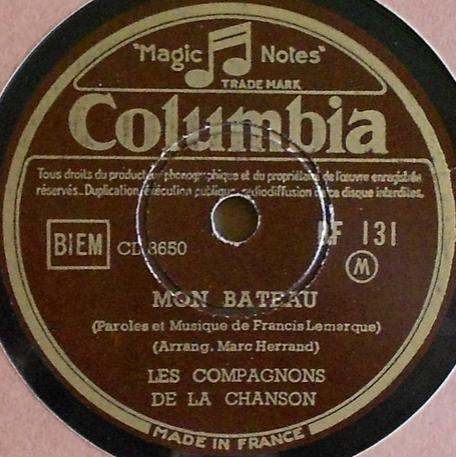 "Magic Notes"
TRADE MARK
Columbia
Tous droits du producteur phonographique et du propriétaire de l'œuvre enregistrée
réservés. Duplication, exécution publique, radiodiffusion de ce disque interdites.
BIEM
CL 3650
F 131
M
MON BATEAU
(Paroles et Musique de Francis Lemarque)
(Arrang. Marc Herrand)
LES COMPAGNONS
DE LA CHANSON
MADE IN FRANCE